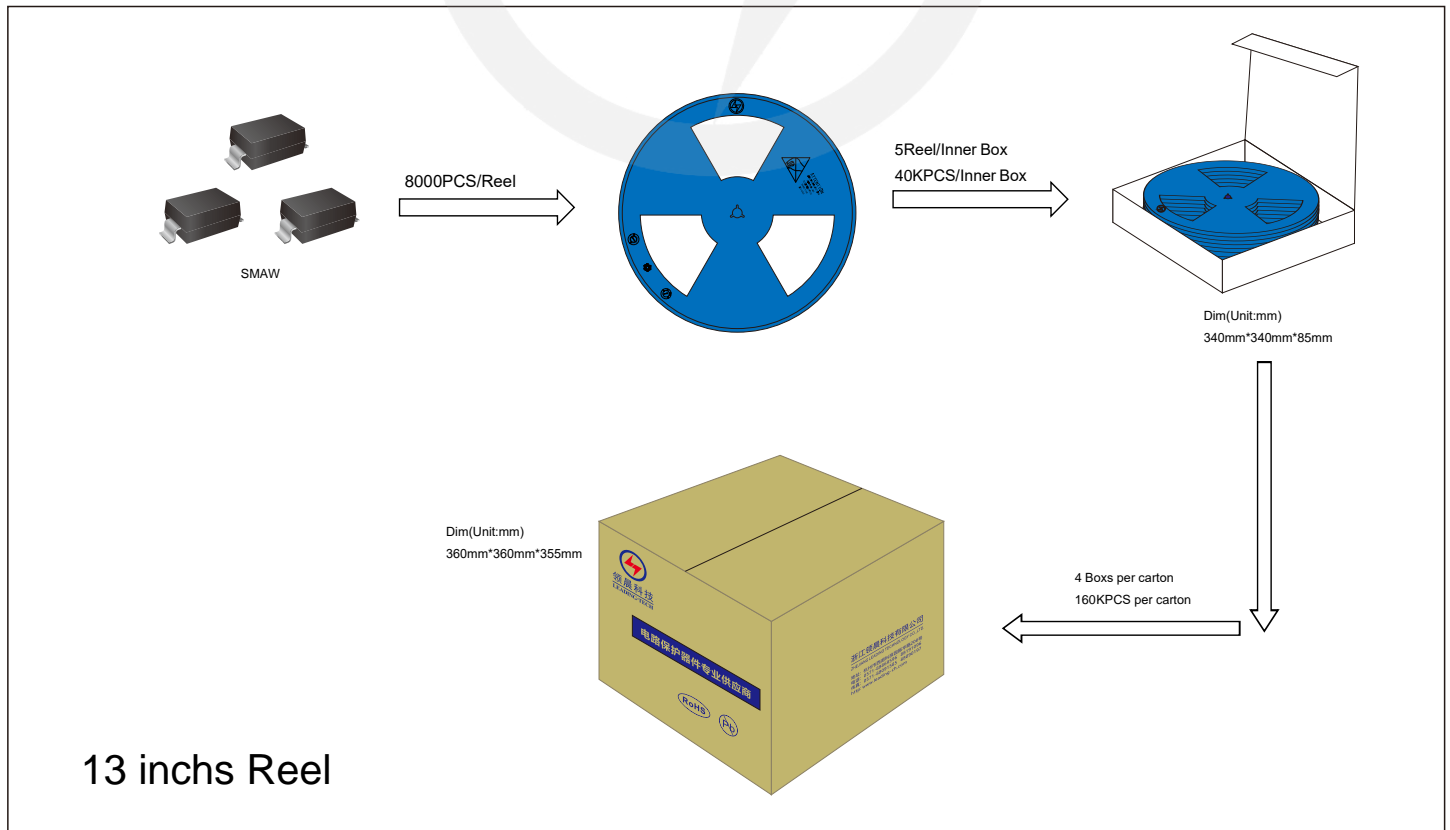 SMAW
8000PCS/Reel
5Reel/Inner Box
40KPCS/Inner Box
Dim(Unit:mm)
340mm*340mm*85mm
4 Boxs per carton
160KPCS per carton
Dim(Unit:mm)
360mm*360mm*355mm
领晨科技
LEADING-TECH
电路保护器件专业供应商
RoHS
Pb
浙江领晨科技有限公司
13 inchs Reel